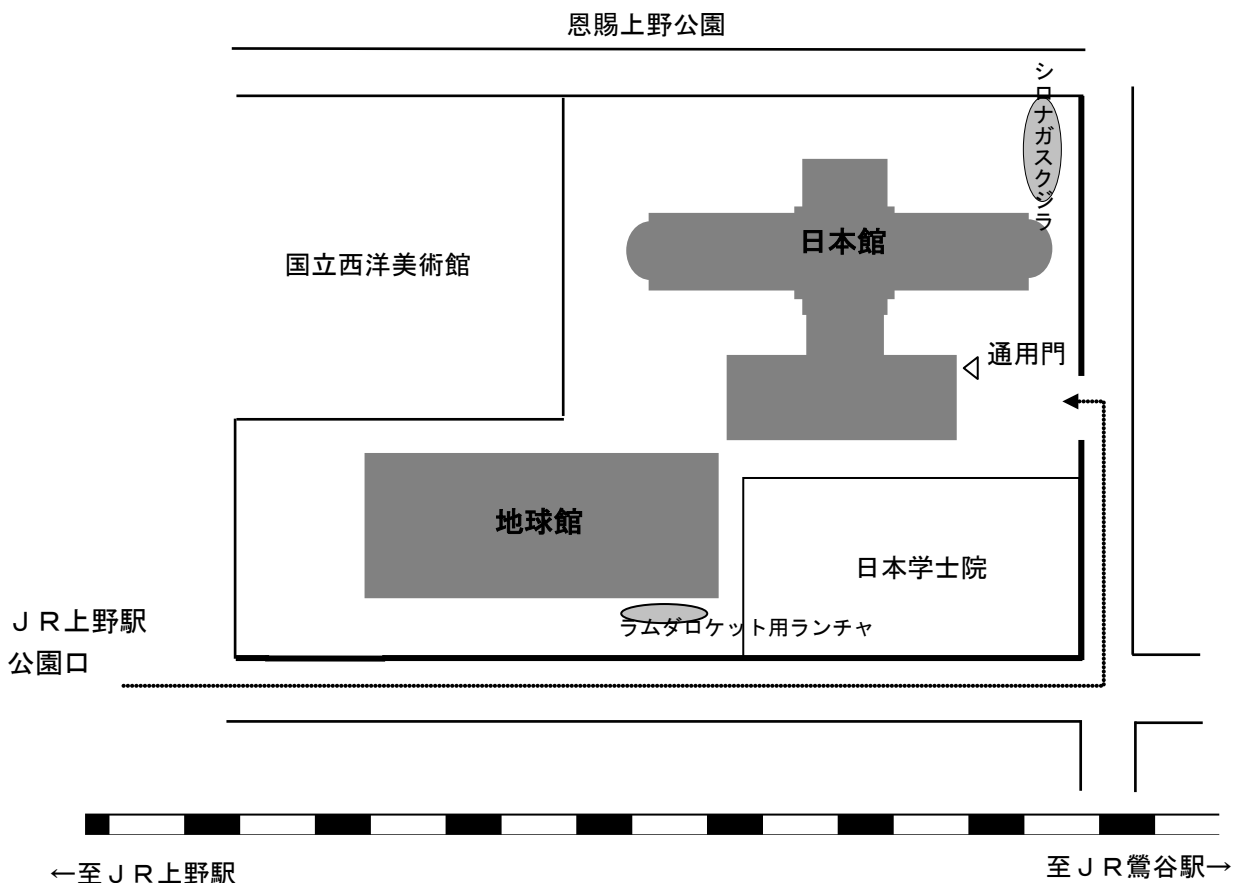 恩賜上野公園
シロナガスクジラ
日本館
国立西洋美術館
通用門
地球館
日本学士院
ＪＲ上野駅
公園口
ラムダロケット用ランチャ
←至ＪＲ上野駅
至ＪＲ鶯谷駅→